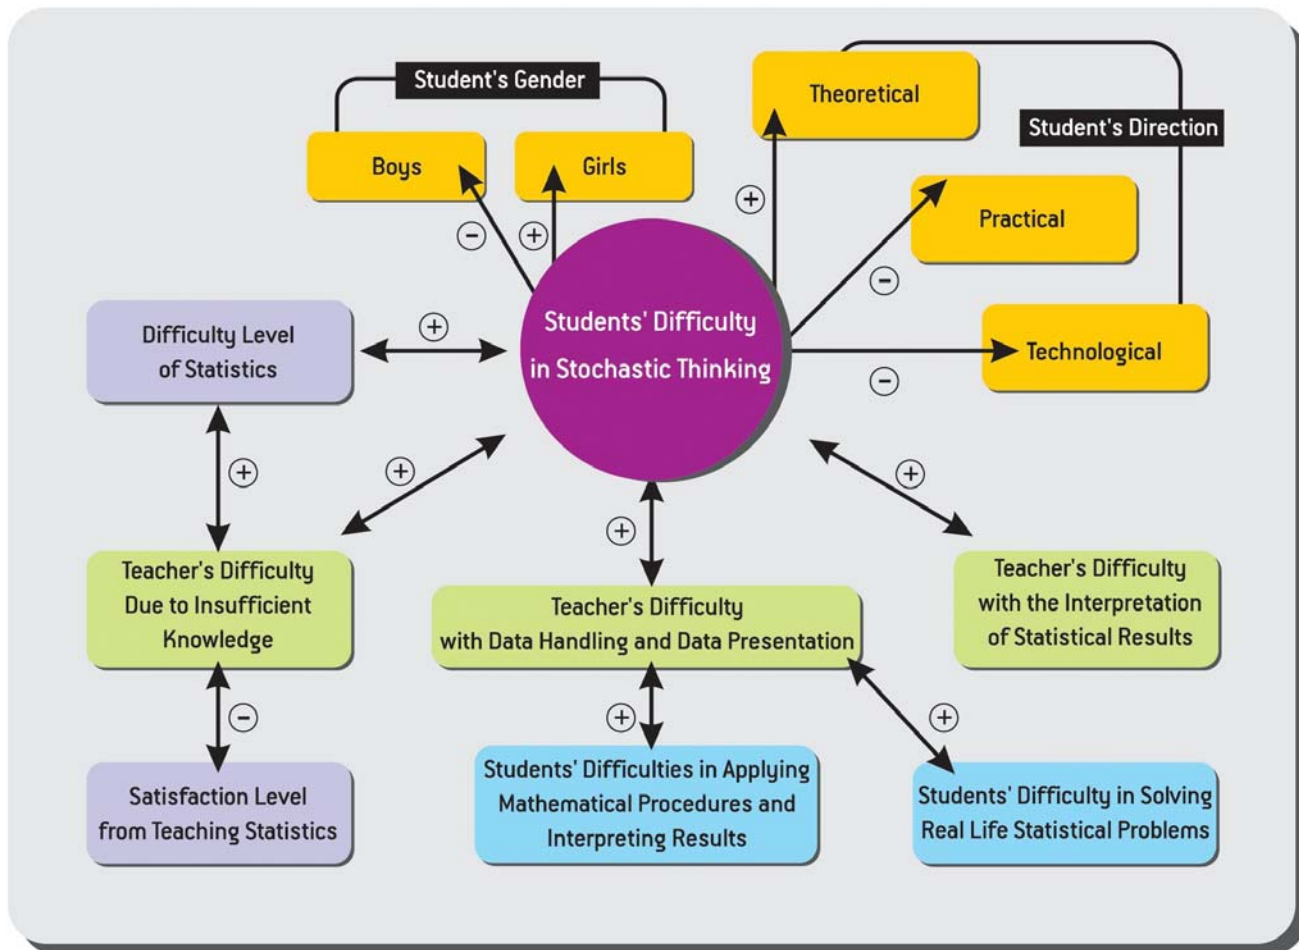 Student's Gender
Boys
Girls
Theoretical
Student's Direction
Practical
Technological
+
−
+
−
−
Students' Difficulty
in Stochastic Thinking
Difficulty Level
of Statistics
+
+
+
+
+
Teacher's Difficulty
Due to Insufficient
Knowledge
Teacher's Difficulty
with Data Handling and Data Presentation
Teacher's Difficulty
with the Interpretation
of Statistical Results
−
+
+
Satisfaction Level
from Teaching Statistics
Students' Difficulties in Applying
Mathematical Procedures and
Interpreting Results
Students' Difficulty in Solving
Real Life Statistical Problems